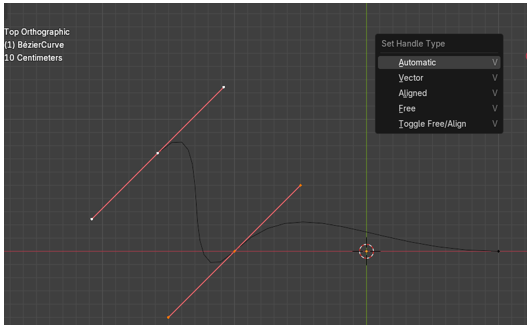 Top Orthographic
(1) BézierCurve
10 Centimeters
Set Handle Type
Automatic V
Vector V
Aligned V
Free V
Toggle Free/Align V